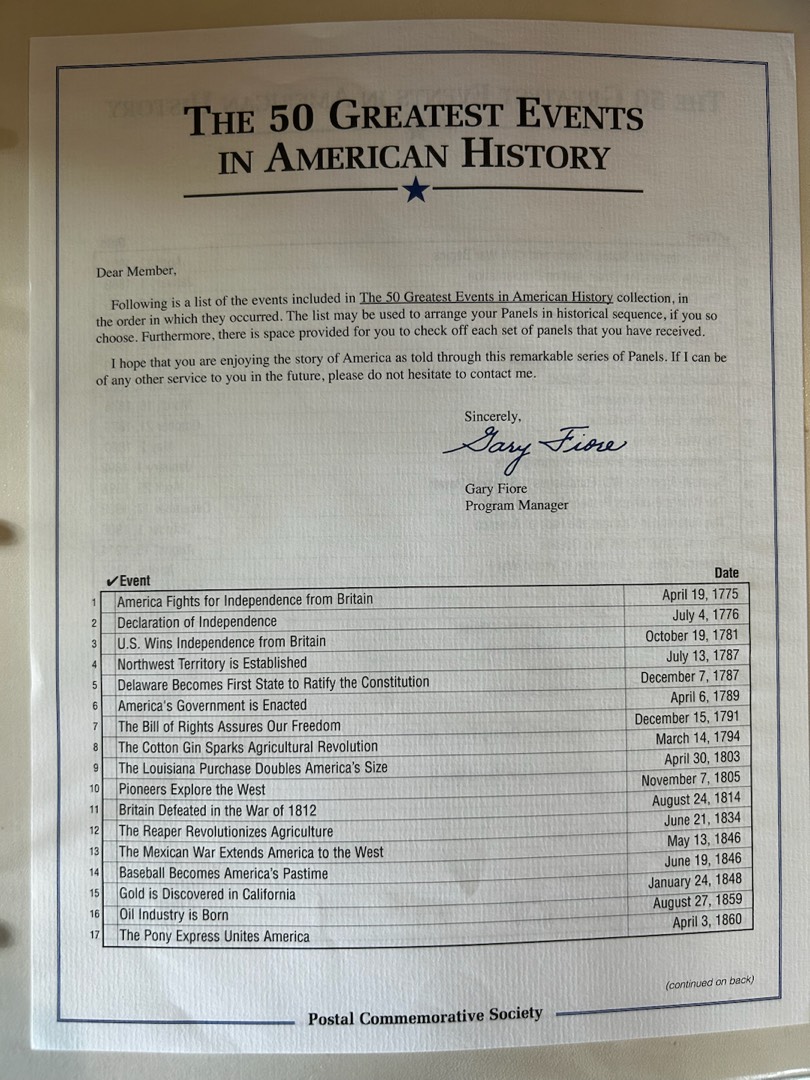 THE 50 GREATEST EVENTS
IN AMERICAN HISTORY
Dear Member,
Following is a list of the events included in The 50 Greatest Events in American History collection, in
the order in which they occurred. The list may be used to arrange your Panels in historical sequence, if you so
choose. Furthermore, there is space provided for you to check off each set of panels that you have received.
I hope that you are enjoying the story of America as told through this remarkable series of Panels. If I can be
of any other service to you in the future, please do not hesitate to contact me.
Sincerely,
Gary Fiore
Gary Fiore
Program Manager
✔Event Date
1 America Fights for Independence from Britain April 19, 1775
2 Declaration of Independence July 4, 1776
3 U.S. Wins Independence from Britain October 19, 1781
4 Northwest Territory is Established July 13, 1787
5 Delaware Becomes First State to Ratify the Constitution December 7, 1787
6 America's Government is Enacted April 6, 1789
7 The Bill of Rights Assures Our Freedom December 15, 1791
8 The Cotton Gin Sparks Agricultural Revolution March 14, 1794
9 The Louisiana Purchase Doubles America's Size April 30, 1803
10 Pioneers Explore the West November 7, 1805
11 Britain Defeated in the War of 1812 August 24, 1814
12 The Reaper Revolutionizes Agriculture June 21, 1834
13 The Mexican War Extends America to the West May 13, 1846
14 Baseball Becomes America's Pastime June 19, 1846
15 Gold is Discovered in California January 24, 1848
16 Oil Industry is Born August 27, 1859
17 The Pony Express Unites America April 3, 1860
(continued on back)
Postal Commemorative Society